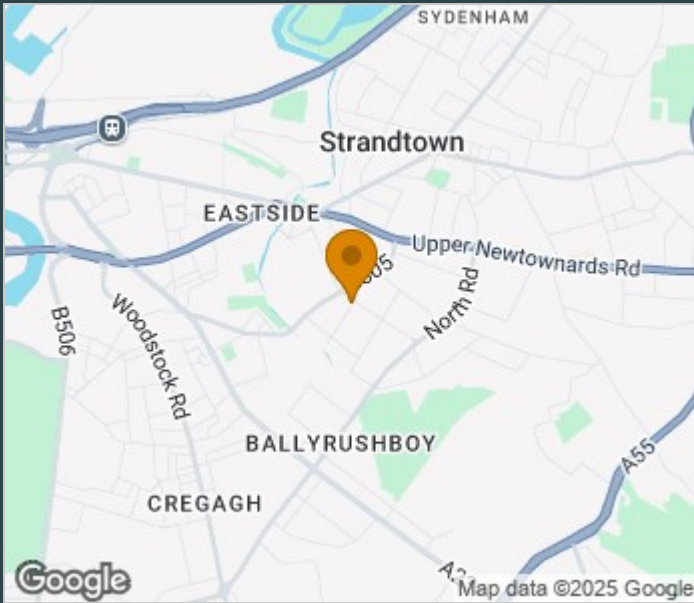 SYDENHAM
Strandtown
EASTSIDE
Upper Newtownards Rd
North Rd
B506
Woodstock Rd
BALLYRUSHBOY
A55
CREGAGH
Google
Map data ©2025 Google